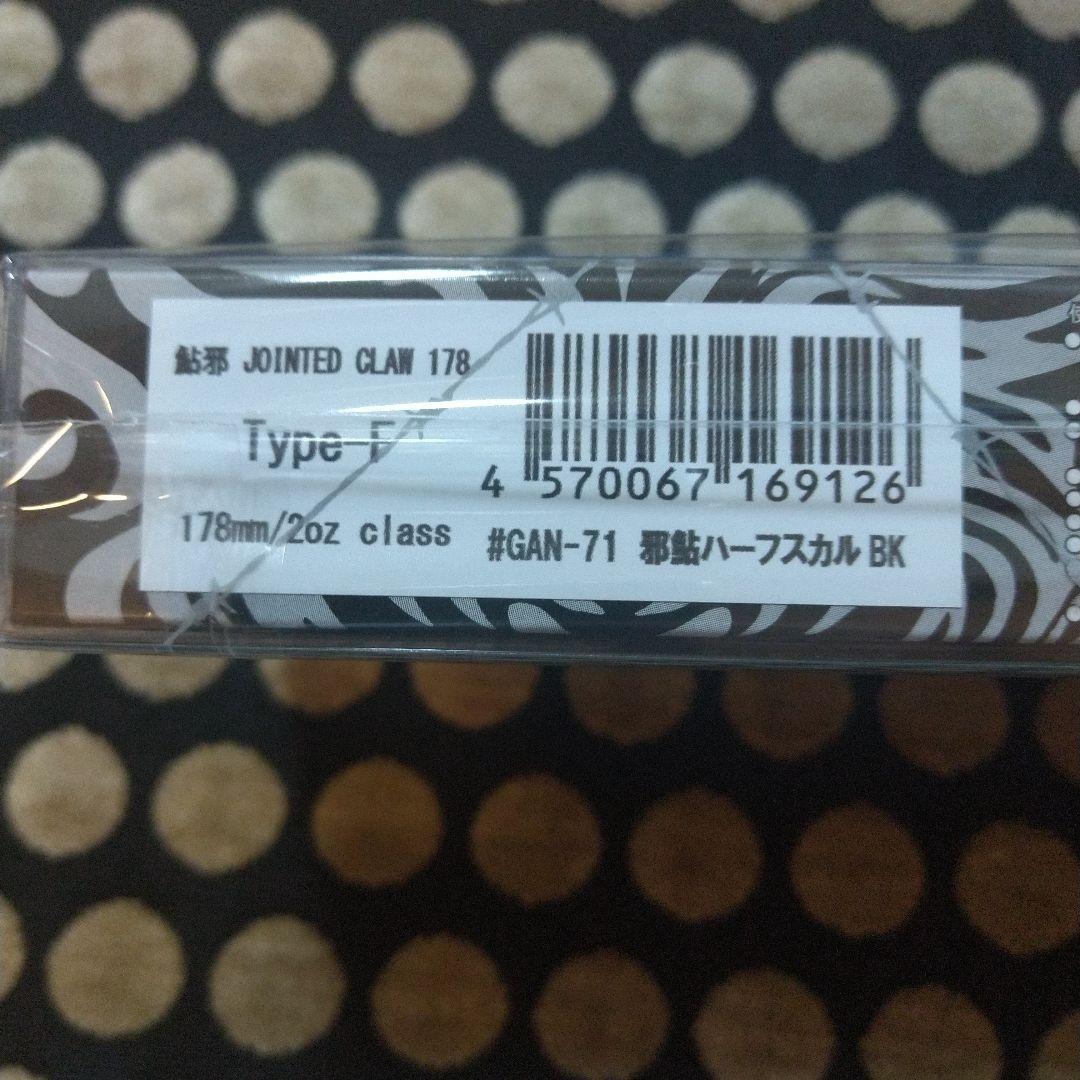 鮎邪 JOINTED CLAW 178
Type-F
178mm/2oz class
4 570067 169126
#GAN-71 邪鮎ハーフスカル BK